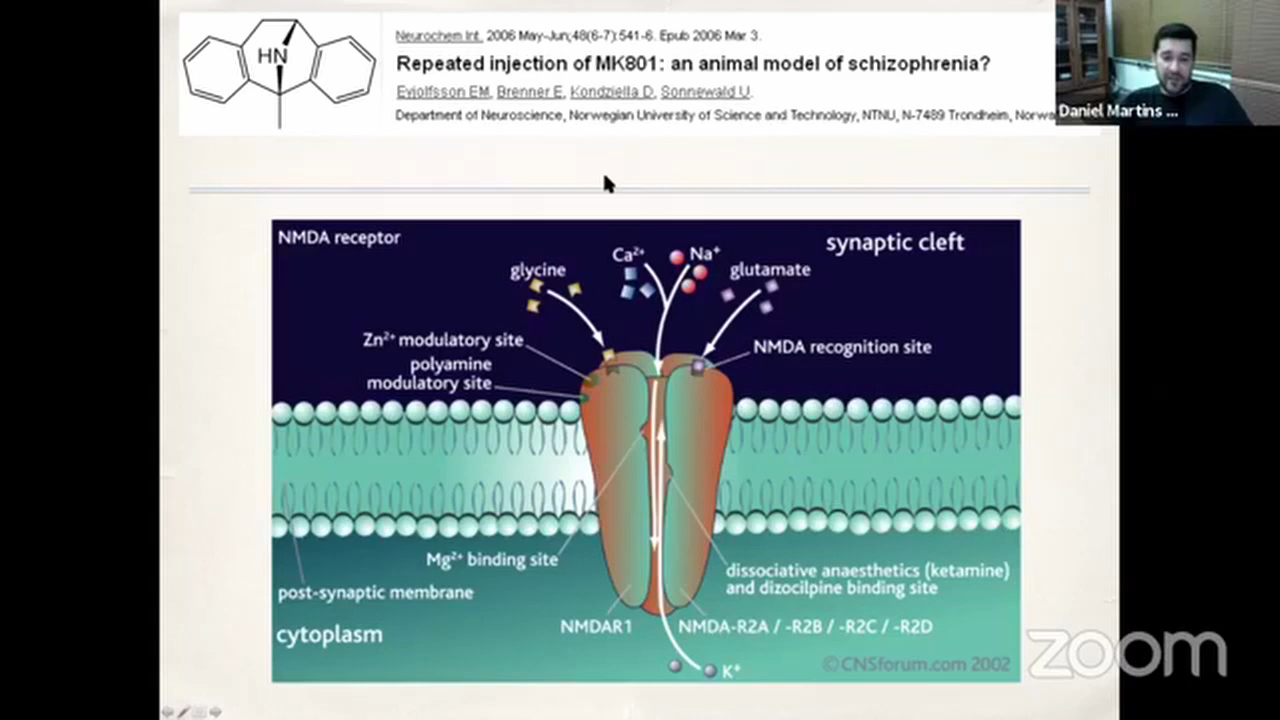 HN
Neurochem Int. 2006 May-Jun;48(6-7):541-6. Epub 2006 Mar 3.
Repeated injection of MK801: an animal model of schizophrenia?
Eyjolfsson EM, Brenner E, Kondziella D, Sonnewald U.
Department of Neuroscience, Norwegian University of Science and Technology, NTNU, N-7489 Trondheim, Norwa
Daniel Martins ...
NMDA receptor
synaptic cleft
Ca²⁺
Na⁺
glycine
glutamate
Zn²⁺ modulatory site
NMDA recognition site
polyamine
modulatory site
Mg²⁺ binding site
dissociative anaesthetics (ketamine)
and dizocilpine binding site
post-synaptic membrane
NMDAR1
NMDA-R2A / -R2B / -R2C / -R2D
cytoplasm
K⁺
©CNSforum.com 2002
zoom